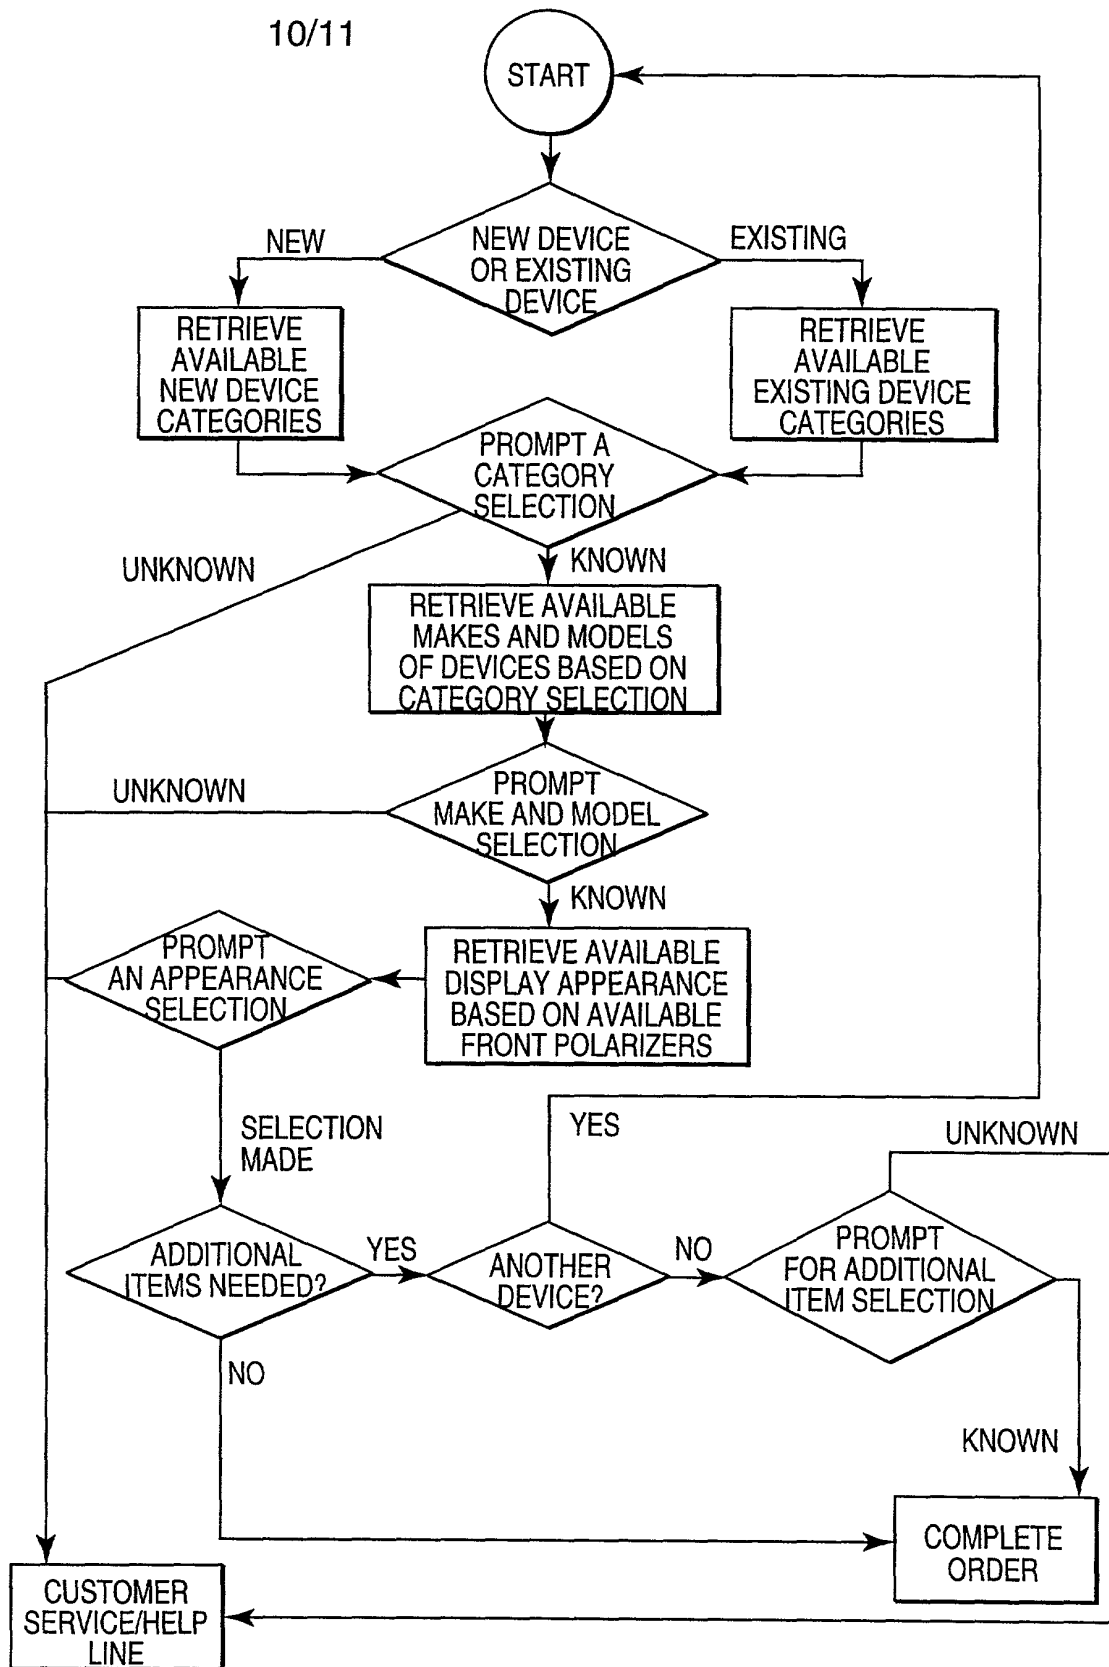 10/11
START
NEW DEVICE
OR EXISTING
DEVICE
NEW
EXISTING
RETRIEVE
AVAILABLE
NEW DEVICE
CATEGORIES
RETRIEVE
AVAILABLE
EXISTING DEVICE
CATEGORIES
PROMPT A
CATEGORY
SELECTION
UNKNOWN
KNOWN
RETRIEVE AVAILABLE
MAKES AND MODELS
OF DEVICES BASED ON
CATEGORY SELECTION
PROMPT
MAKE AND MODEL
SELECTION
UNKNOWN
KNOWN
RETRIEVE AVAILABLE
DISPLAY APPEARANCE
BASED ON AVAILABLE
FRONT POLARIZERS
PROMPT
AN APPEARANCE
SELECTION
SELECTION
MADE
ADDITIONAL
ITEMS NEEDED?
YES
ANOTHER
DEVICE?
YES
NO
PROMPT
FOR ADDITIONAL
ITEM SELECTION
UNKNOWN
KNOWN
NO
COMPLETE
ORDER
CUSTOMER
SERVICE/HELP
LINE